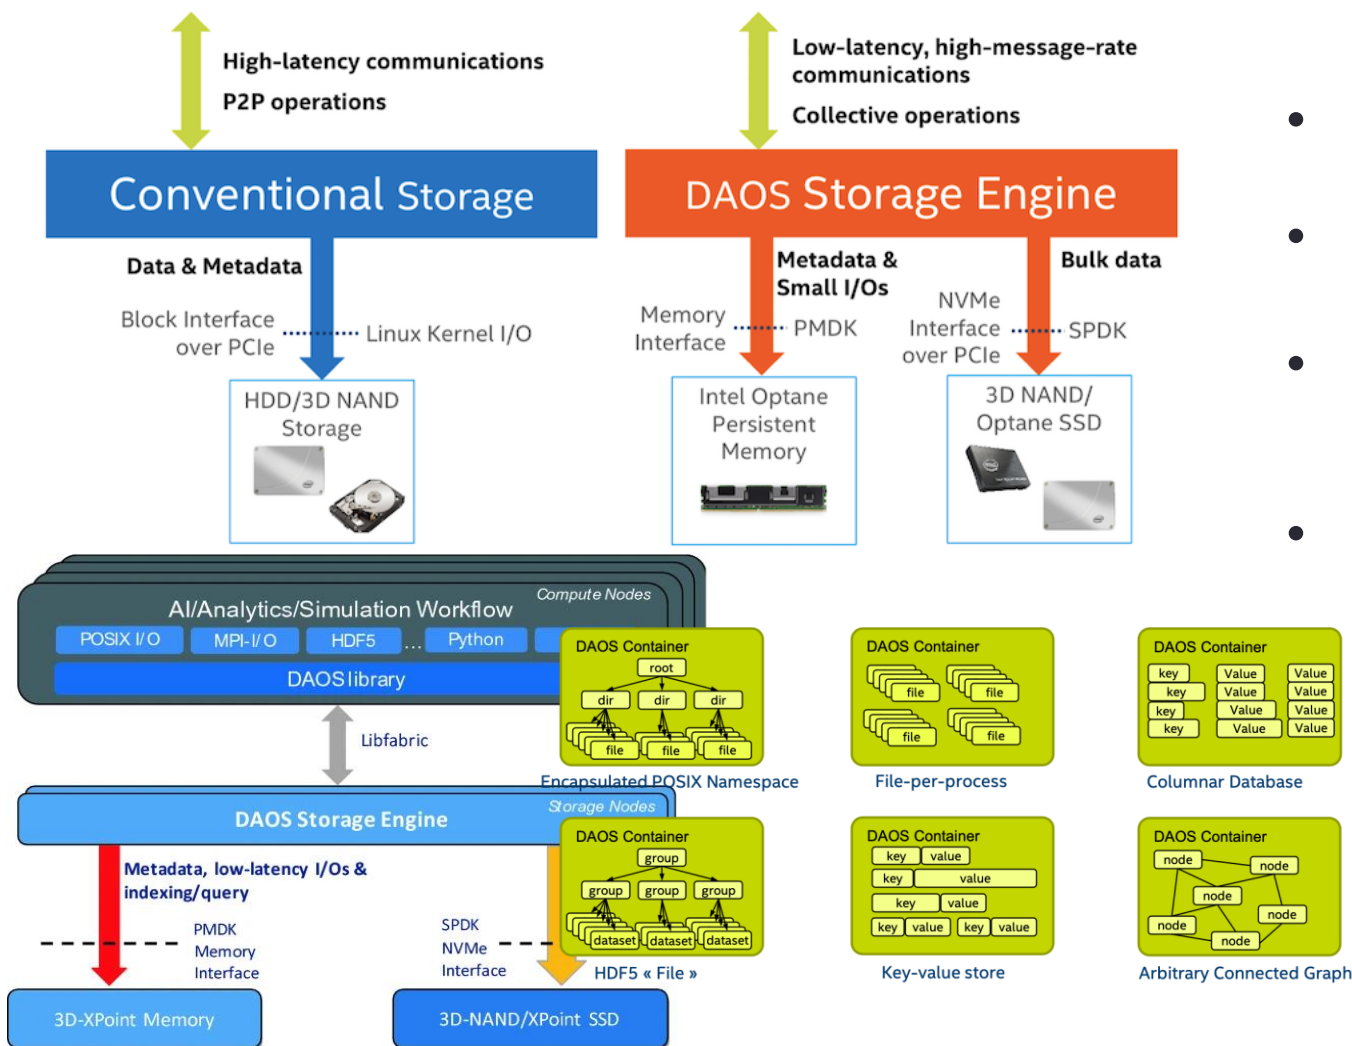 High-latency communications
P2P operations
Low-latency, high-message-rate
communications
Collective operations
Conventional Storage
DAOS Storage Engine
Data & Metadata
Block Interface
over PCIe
Linux Kernel I/O
Metadata &
Small I/Os
Memory
Interface
PMDK
Bulk data
NVMe
Interface
over PCIe
SPDK
HDD/3D NAND
Storage
Intel Optane
Persistent
Memory
3D NAND/
Optane SSD
Compute Nodes
AI/Analytics/Simulation Workflow
POSIX I/O
MPI-I/O
HDF5
...
Python
DAOS library
Libfabric
Storage Nodes
DAOS Storage Engine
Metadata, low-latency I/Os &
indexing/query
PMDK
Memory
Interface
SPDK
NVMe
Interface
3D-XPoint Memory
3D-NAND/XPoint SSD
DAOS Container
root
dir
dir
dir
file
file
file
Encapsulated POSIX Namespace
DAOS Container
file
file
file
file
File-per-process
DAOS Container
key Value Value
key Value Value
key Value Value
key Value Value
Columnar Database
DAOS Container
group
group
group
group
dataset
dataset
dataset
HDF5 « File »
DAOS Container
key value
key value
key value
key value key value
Key-value store
DAOS Container
node
node
node
node
node
node
Arbitrary Connected Graph